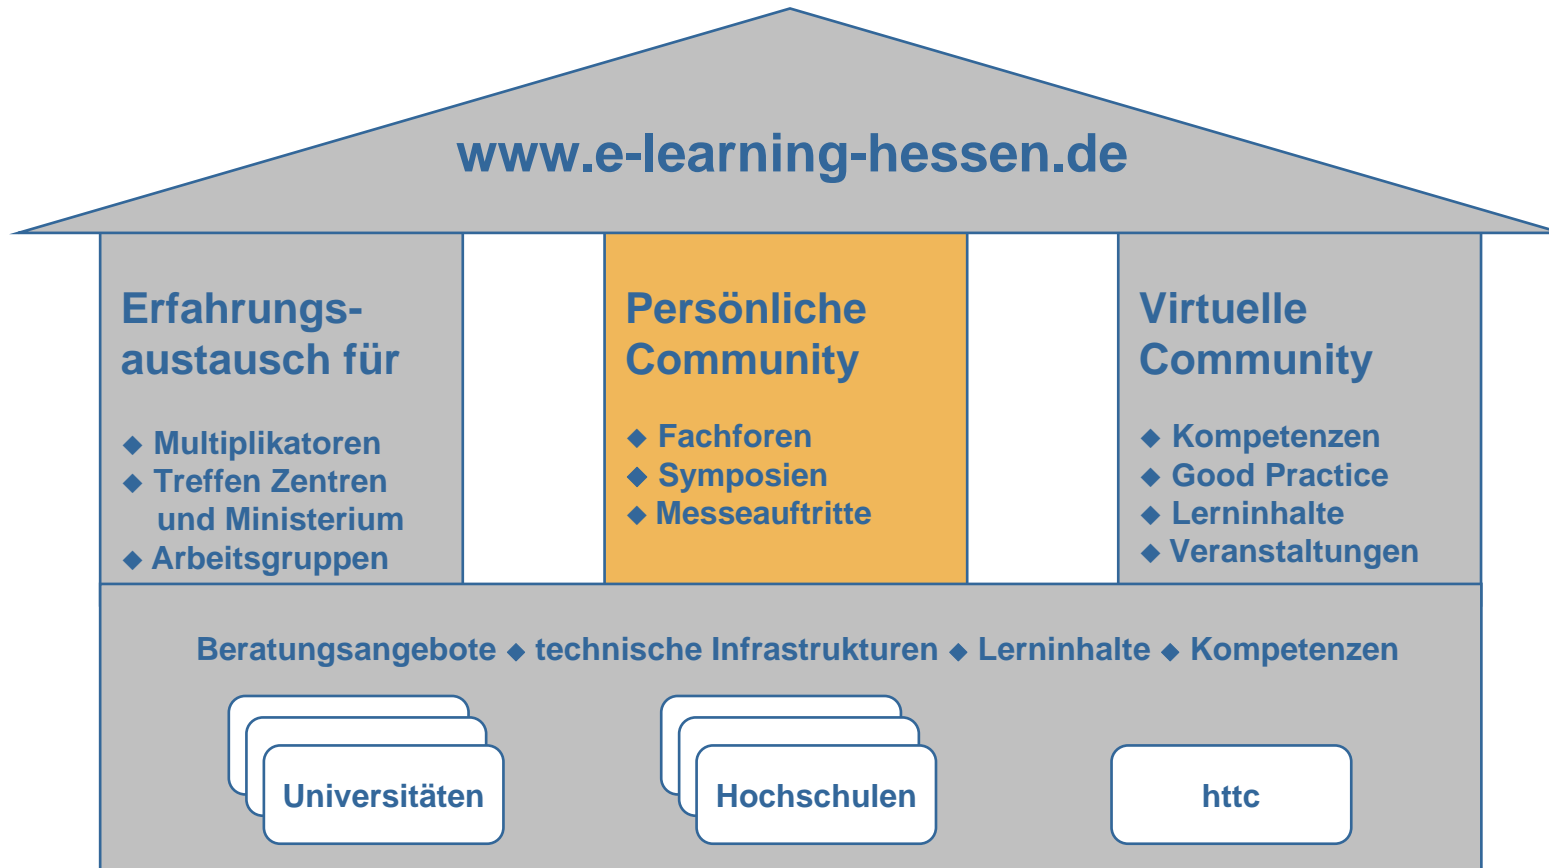 www.e-learning-hessen.de
Erfahrungs-
austausch für
◆ Multiplikatoren
◆ Treffen Zentren
und Ministerium
◆ Arbeitsgruppen
Persönliche
Community
◆ Fachforen
◆ Symposien
◆ Messeauftritte
Virtuelle
Community
◆ Kompetenzen
◆ Good Practice
◆ Lerninhalte
◆ Veranstaltungen
Beratungsangebote ◆ technische Infrastrukturen ◆ Lerninhalte ◆ Kompetenzen
Universitäten
Hochschulen
httc